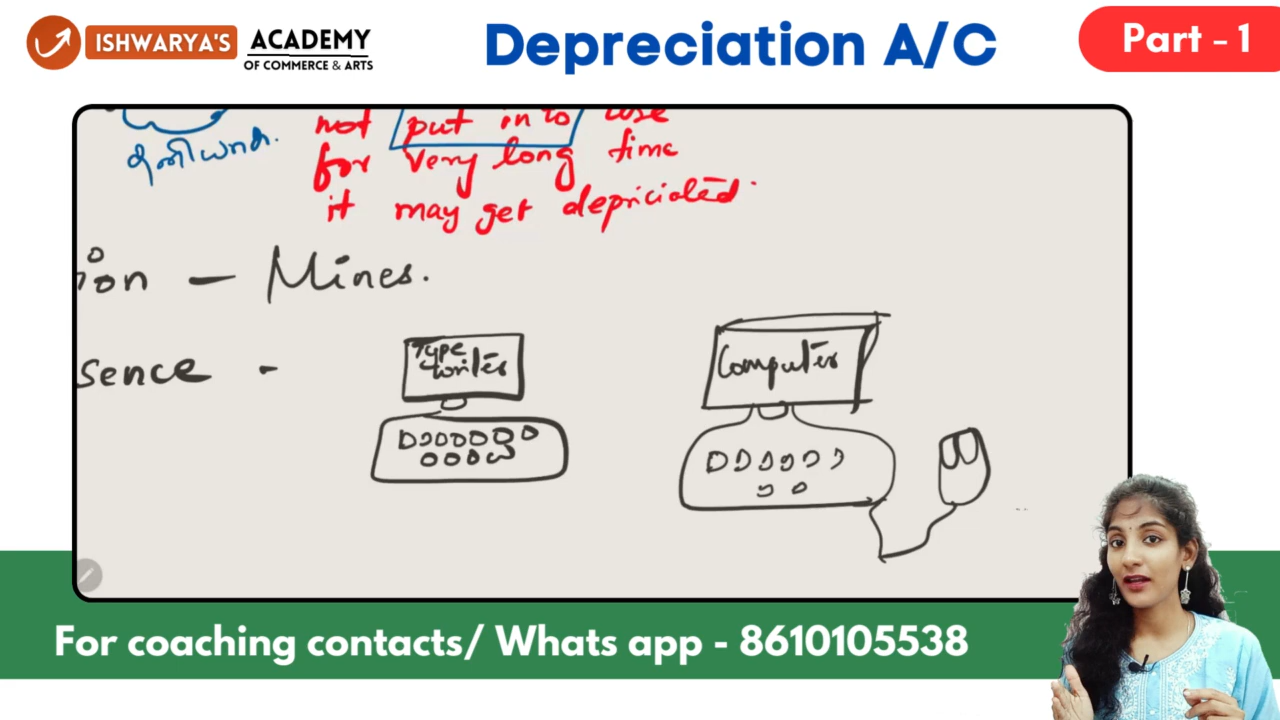 ISHWARYA'S ACADEMY
OF COMMERCE & ARTS
Depreciation A/C
Part - 1
not put in to use
for very long time
it may get depriciated.
ion - Mines.
sence -
Type
writer
Computer
For coaching contacts/ Whats app - 8610105538